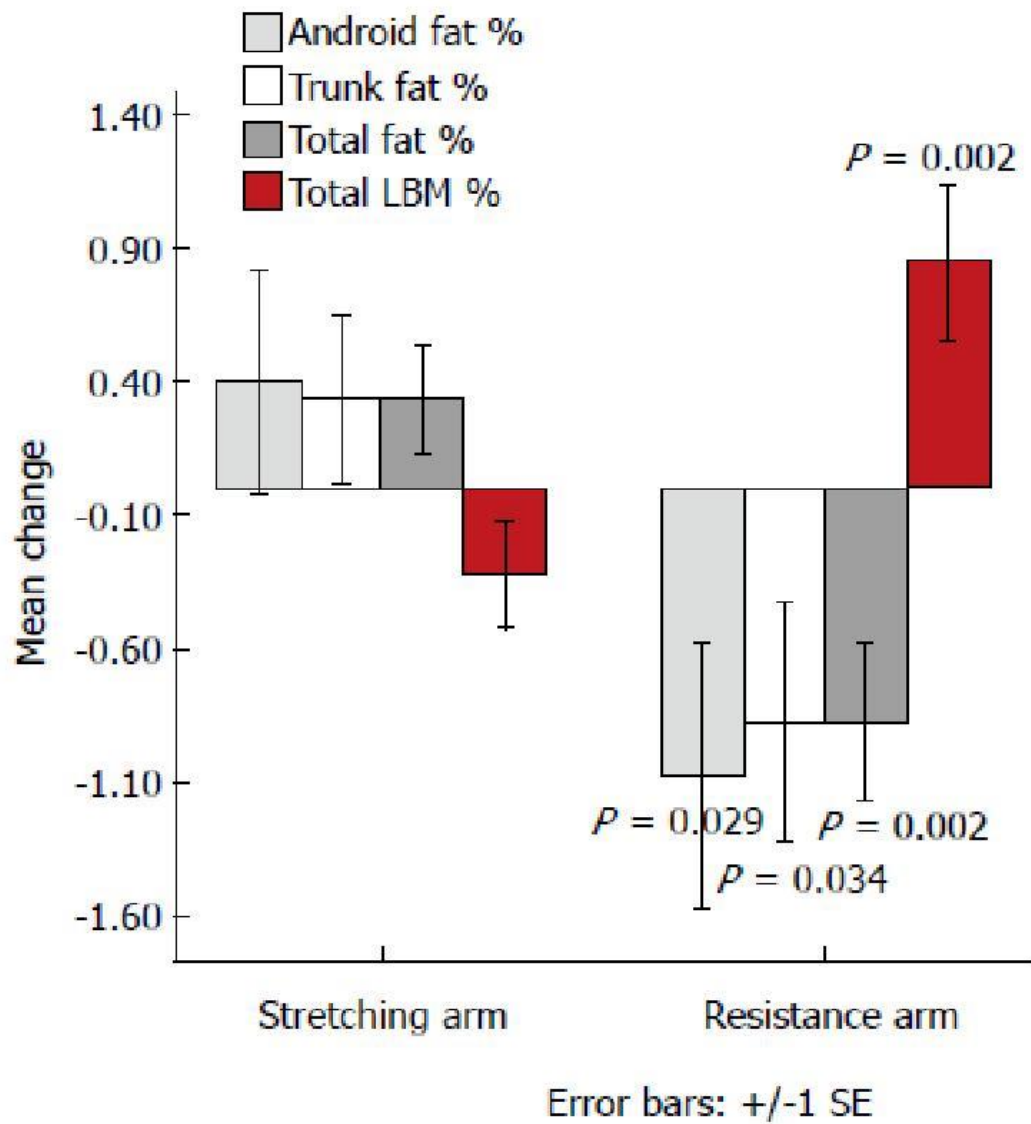 Android fat %
Trunk fat %
Total fat %
Total LBM %
1.40
0.90
0.40
-0.10
-0.60
-1.10
-1.60
Mean change
P = 0.002
P = 0.029
P = 0.002
P = 0.034
Stretching arm
Resistance arm
Error bars: +/-1 SE